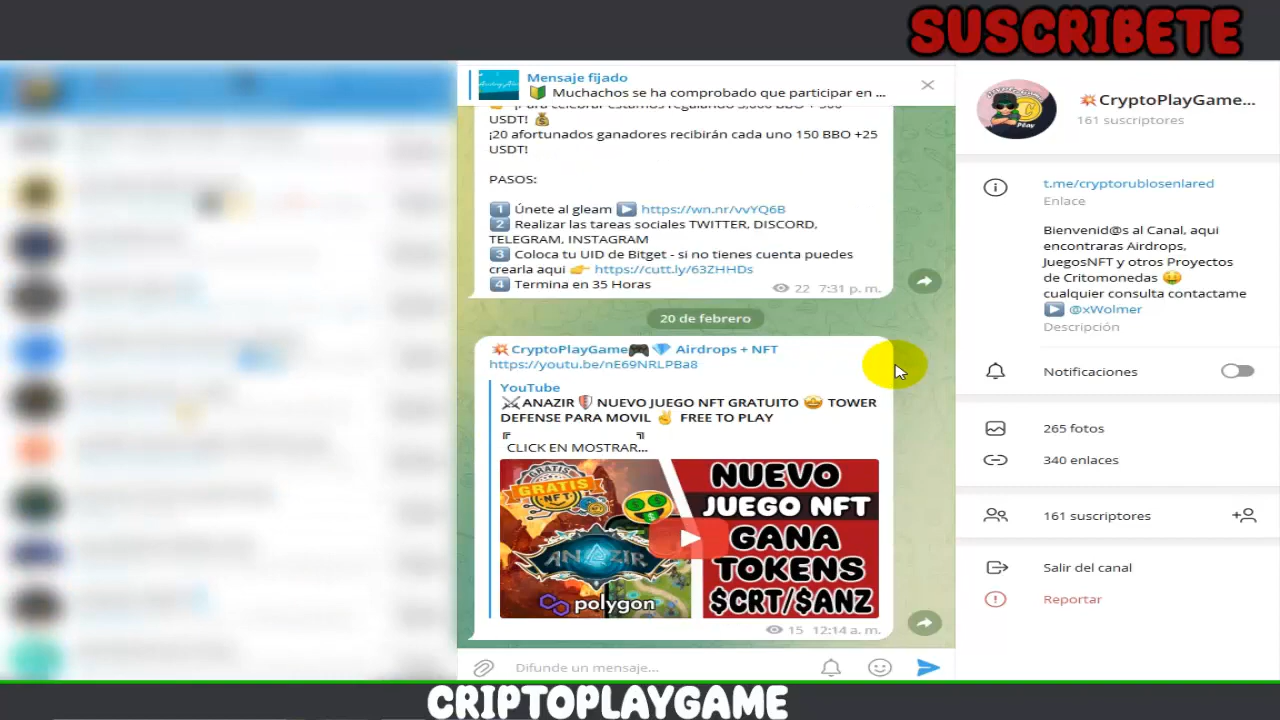 SUSCRIBETE
Mensaje fijado
🔰 Muchachos se ha comprobado que participar en ...
USDT! 💰
¡20 afortunados ganadores recibirán cada uno 150 BBO +25
USDT!
PASOS:
1️⃣ Únete al gleam ▶️ https://wn.nr/vvYQ6B
2️⃣ Realizar las tareas sociales TWITTER, DISCORD,
TELEGRAM, INSTAGRAM
3️⃣ Coloca tu UID de Bitget - si no tienes cuenta puedes
crearla aqui 👉 https://cutt.ly/63ZHHDs
4️⃣ Termina en 35 Horas
22 7:31 p. m.
20 de febrero
💥CryptoPlayGame🎮 💎 Airdrops + NFT
https://youtu.be/nE69NRLPBa8
YouTube
⚔️ANAZIR 🛡️ NUEVO JUEGO NFT GRATUITO 🤩 TOWER
DEFENSE PARA MOVIL ✌️ FREE TO PLAY
╔ ╗
CLICK EN MOSTRAR...
GRATIS
NFT
ANAZIR
polygon
NUEVO
JUEGO NFT
GANA
TOKENS
$CRT/$ANZ
15 12:14 a. m.
Difunde un mensaje...
💥CryptoPlayGame...
161 suscriptores
t.me/cryptorublosenlared
Enlace
Bienvenid@s al Canal, aqui
encontraras Airdrops,
JuegosNFT y otros Proyectos
de Critomonedas 🤑
cualquier consulta contactame
▶️ @xWolmer
Descripción
Notificaciones
265 fotos
340 enlaces
161 suscriptores
Salir del canal
Reportar
CRIPTOPLAYGAME